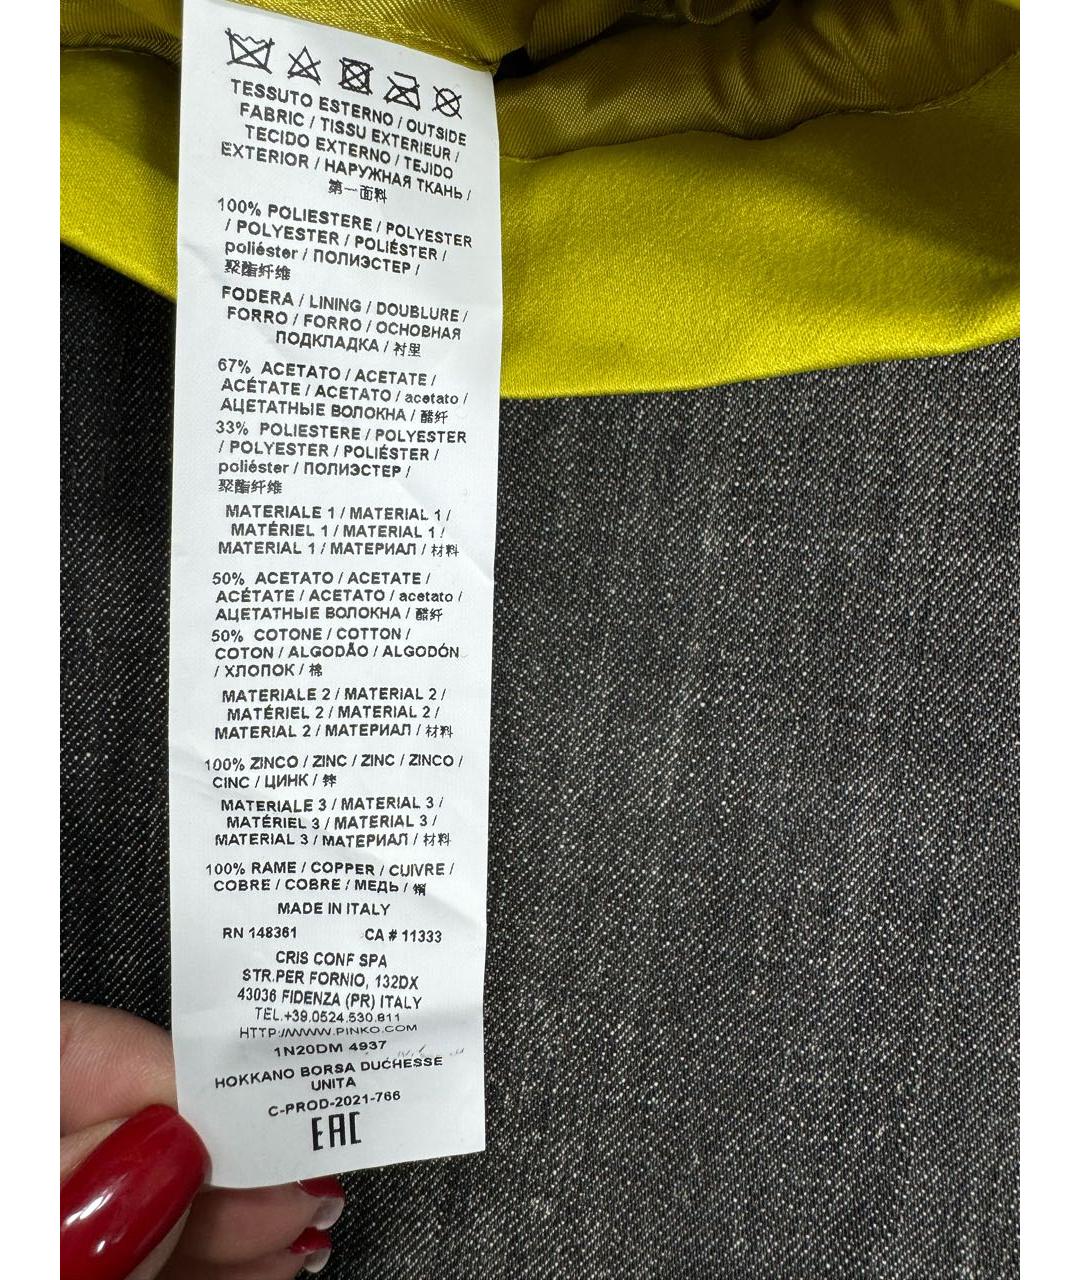 TESSUTO ESTERNO / OUTSIDE
FABRIC / TISSU EXTERIEUR /
TECIDO EXTERNO / TEJIDO
EXTERIOR / НАРУЖНАЯ ТКАНЬ /
第一面料
100% POLIESTERE / POLYESTER
/ POLYESTER / POLIÉSTER /
poliéster / ПОЛИЭСТЕР /
聚酯纤维
FODERA / LINING / DOUBLURE /
FORRO / FORRO / ОСНОВНАЯ
ПОДКЛАДКА / 衬里
67% ACETATO / ACETATE /
ACÉTATE / ACETATO / acetato /
АЦЕТАТНЫЕ ВОЛОКНА / 醋纤
33% POLIESTERE / POLYESTER
/ POLYESTER / POLIÉSTER /
poliéster / ПОЛИЭСТЕР /
聚酯纤维
MATERIALE 1 / MATERIAL 1 /
MATÉRIEL 1 / MATERIAL 1 /
MATERIAL 1 / МАТЕРИАЛ / 材料
50% ACETATO / ACETATE /
ACÉTATE / ACETATO / acetato /
АЦЕТАТНЫЕ ВОЛОКНА / 醋纤
50% COTONE / COTTON /
COTON / ALGODÃO / ALGODÓN
/ ХЛОПОК / 棉
MATERIALE 2 / MATERIAL 2 /
MATÉRIEL 2 / MATERIAL 2 /
MATERIAL 2 / МАТЕРИАЛ / 材料
100% ZINCO / ZINC / ZINC / ZINCO /
CINC / ЦИНК / 锌
MATERIALE 3 / MATERIAL 3 /
MATÉRIEL 3 / MATERIAL 3 /
MATERIAL 3 / МАТЕРИАЛ / 材料
100% RAME / COPPER / CUIVRE /
COBRE / COBRE / МЕДЬ /
MADE IN ITALY
RN 148361 CA # 11333
CRIS CONF SPA
STR.PER FORNIO, 132DX
43036 FIDENZA (PR) ITALY
TEL.+39.0524.530.811
HTTP://WWW.PINKO.COM
1N20DM 4937
HOKKANO BORSA DUCHESSE
UNITA
C-PROD-2021-766
EAC